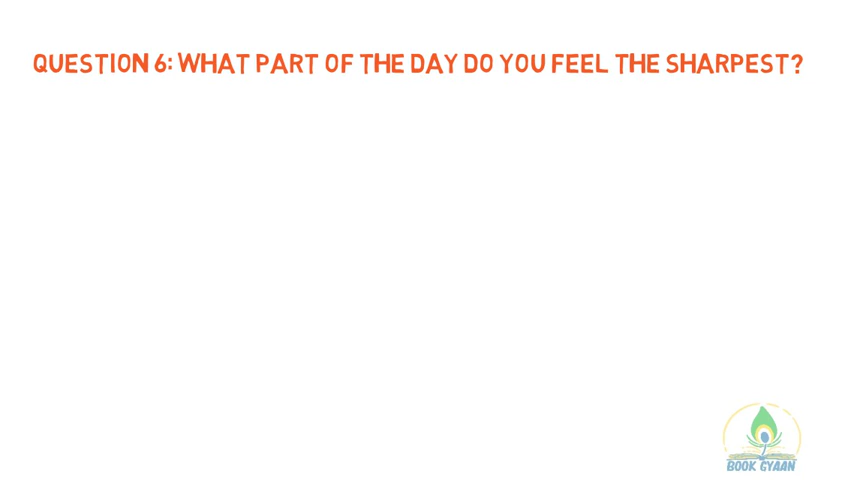 QUESTION 6: WHAT PART OF THE DAY DO YOU FEEL THE SHARPEST?
BOOK GYAAN